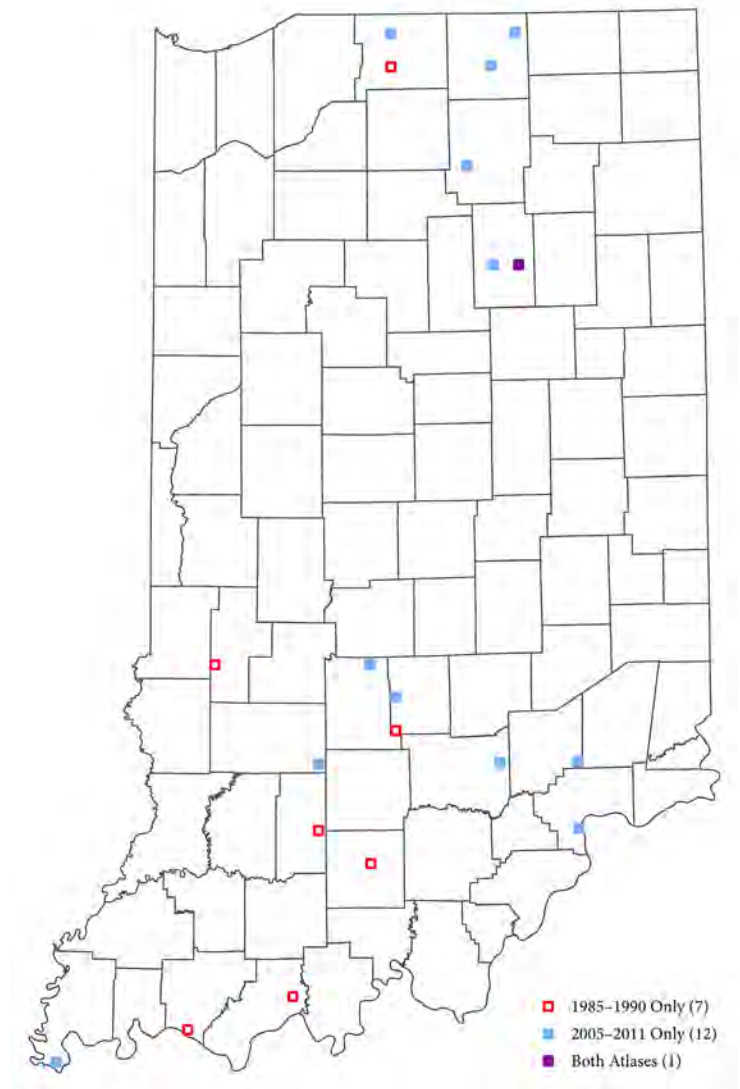 1985–1990 Only (7)
2005–2011 Only (12)
Both Atlases (1)